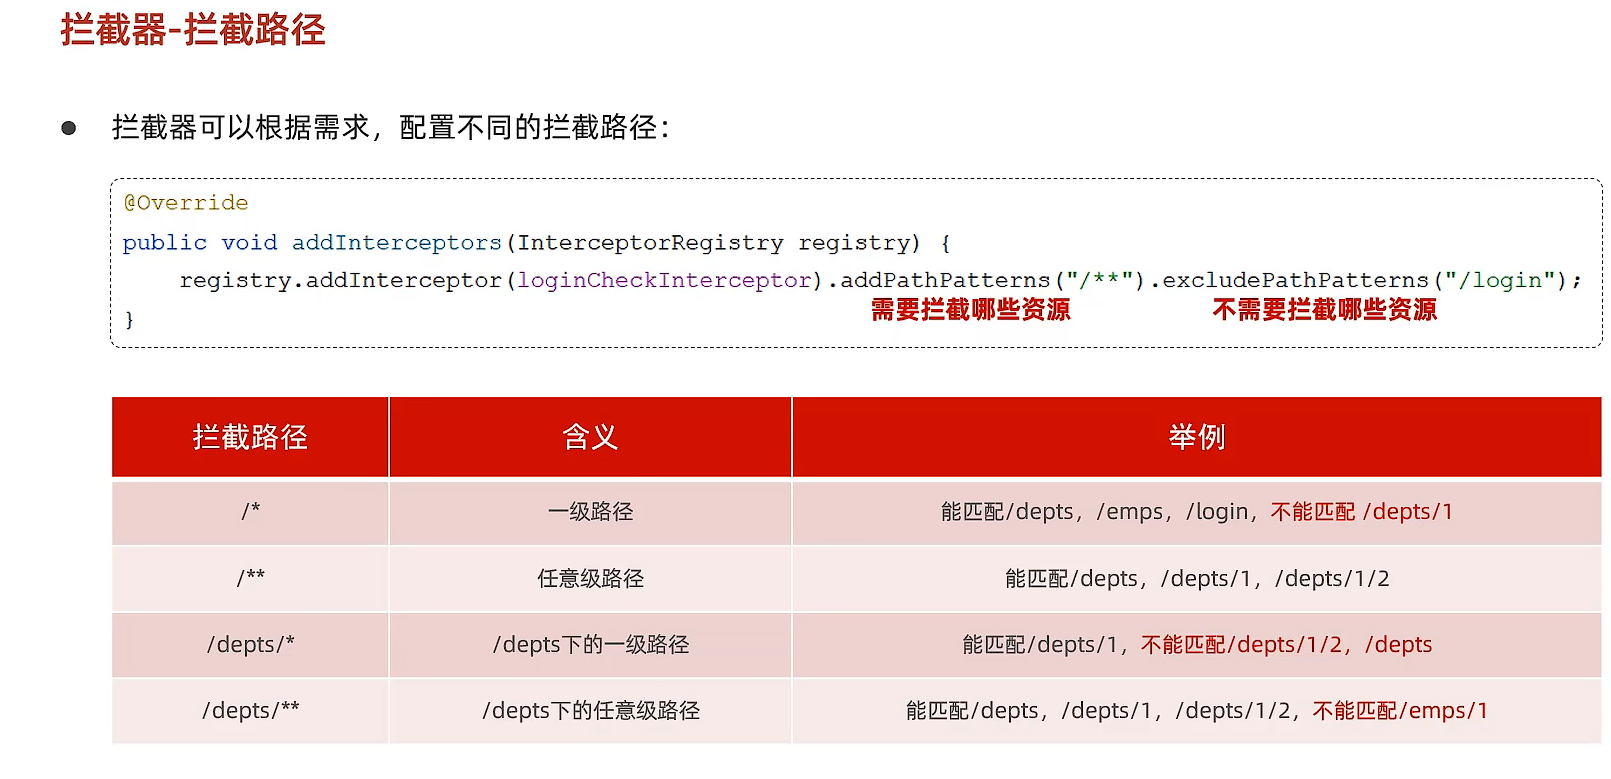 拦截器-拦截路径
● 拦截器可以根据需求，配置不同的拦截路径：
@Override
public void addInterceptors(InterceptorRegistry registry) {
    registry.addInterceptor(loginCheckInterceptor).addPathPatterns("/**").excludePathPatterns("/login");
需要拦截哪些资源 不需要拦截哪些资源
}
拦截路径 含义 举例
/* 一级路径 能匹配/depts，/emps，/login，不能匹配 /depts/1
/** 任意级路径 能匹配/depts，/depts/1，/depts/1/2
/depts/* /depts下的一级路径 能匹配/depts/1，不能匹配/depts/1/2，/depts
/depts/** /depts下的任意级路径 能匹配/depts，/depts/1，/depts/1/2，不能匹配/emps/1